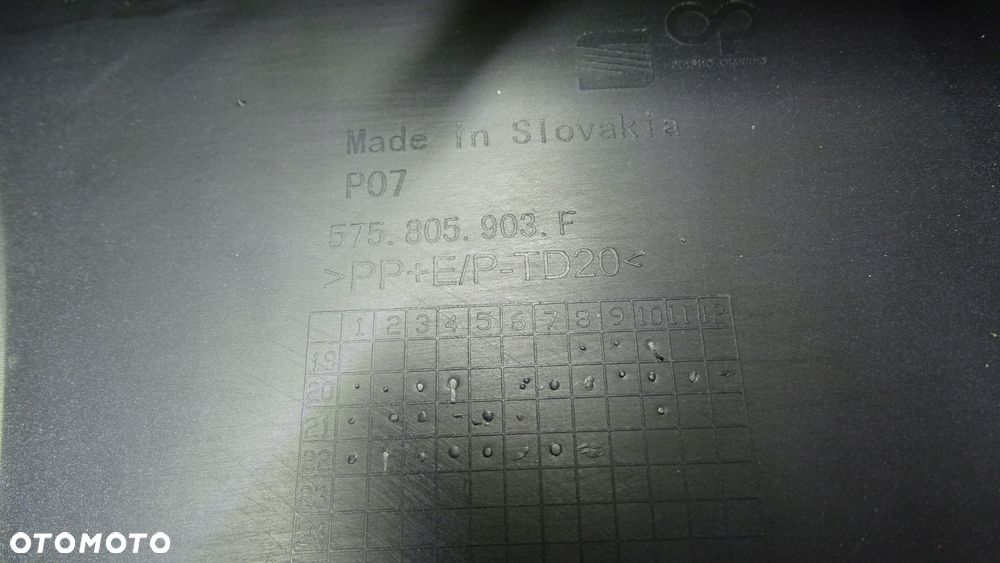 Made in Slovakia
P07
575.805.903.F
>PP+E/P-TD20<
1 2 3 4 5 6 7 8 9 10 11 12
19
20
21
22
23
24
OTOMOTO